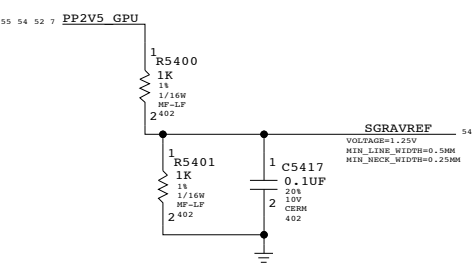 55 54 52 7 PP2V5_GPU
1
R5400
1K
1%
1/16W
MF-LF
402
2
SGRAVREF 54
VOLTAGE=1.25V
MIN_LINE_WIDTH=0.5MM
MIN_NECK_WIDTH=0.25MM
1
R5401
1K
1%
1/16W
MF-LF
402
2
1
C5417
0.1UF
20%
10V
CERM
402
2